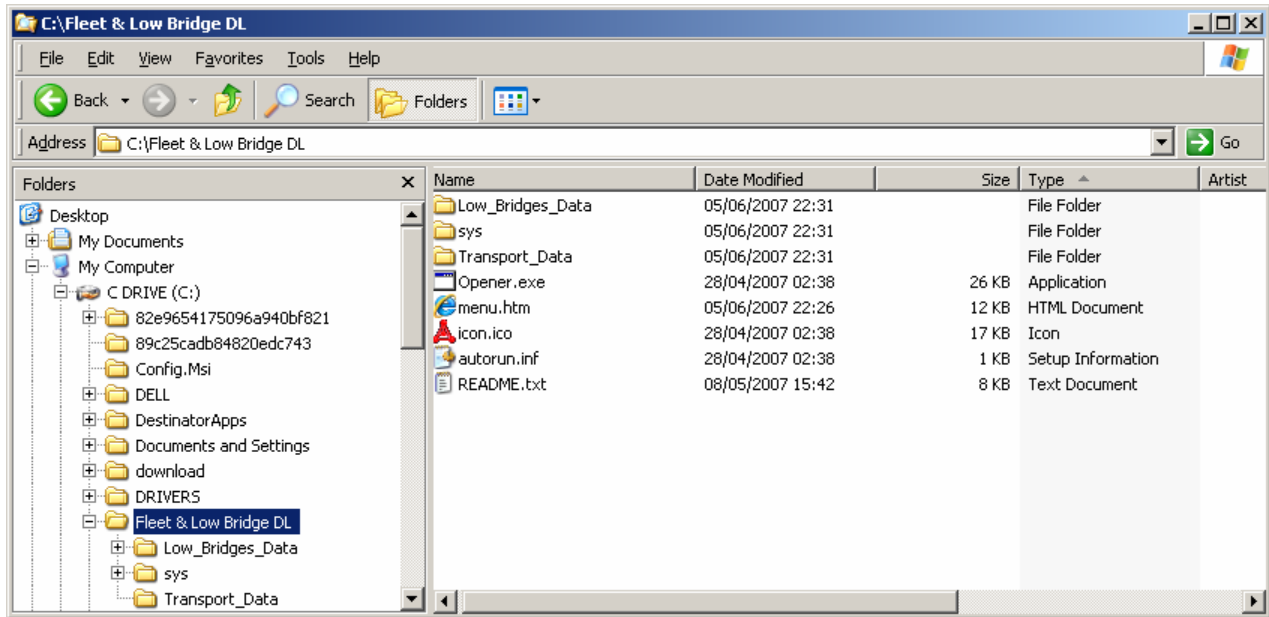 C:\Fleet & Low Bridge DL
File Edit View Favorites Tools Help
Back Search Folders
Address C:\Fleet & Low Bridge DL Go
Folders x
Desktop
My Documents
My Computer
C DRIVE (C:)
82e9654175096a940bf821
89c25cadb84820edc743
Config.Msi
DELL
DestinatorApps
Documents and Settings
download
DRIVERS
Fleet & Low Bridge DL
Low_Bridges_Data
sys
Transport_Data
Name Date Modified Size Type Artist
Low_Bridges_Data 05/06/2007 22:31 File Folder
sys 05/06/2007 22:31 File Folder
Transport_Data 05/06/2007 22:31 File Folder
Opener.exe 28/04/2007 02:38 26 KB Application
menu.htm 05/06/2007 22:26 12 KB HTML Document
icon.ico 28/04/2007 02:38 17 KB Icon
autorun.inf 28/04/2007 02:38 1 KB Setup Information
README.txt 08/05/2007 15:42 8 KB Text Document